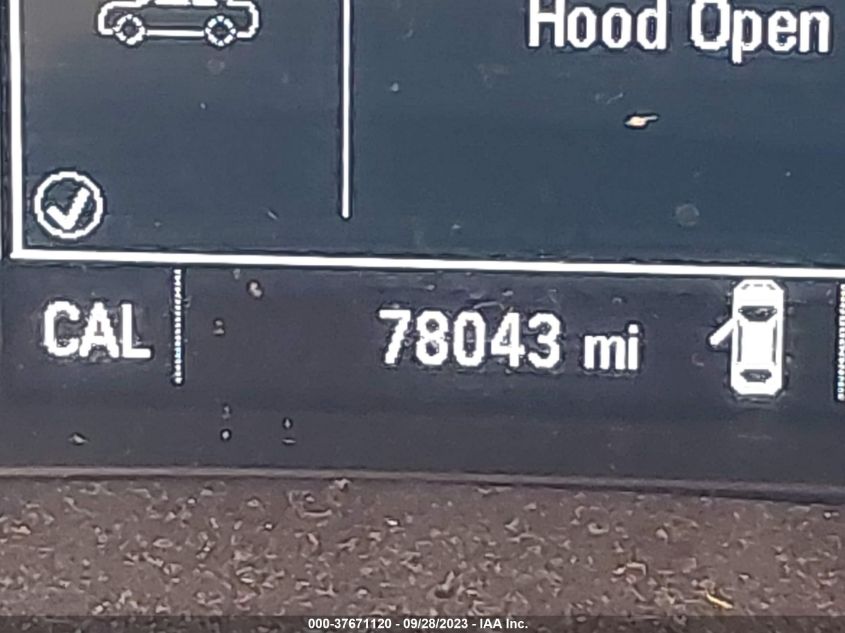 Hood Open
CAL 78043 mi
000-37671120 - 09/28/2023 - IAA Inc.